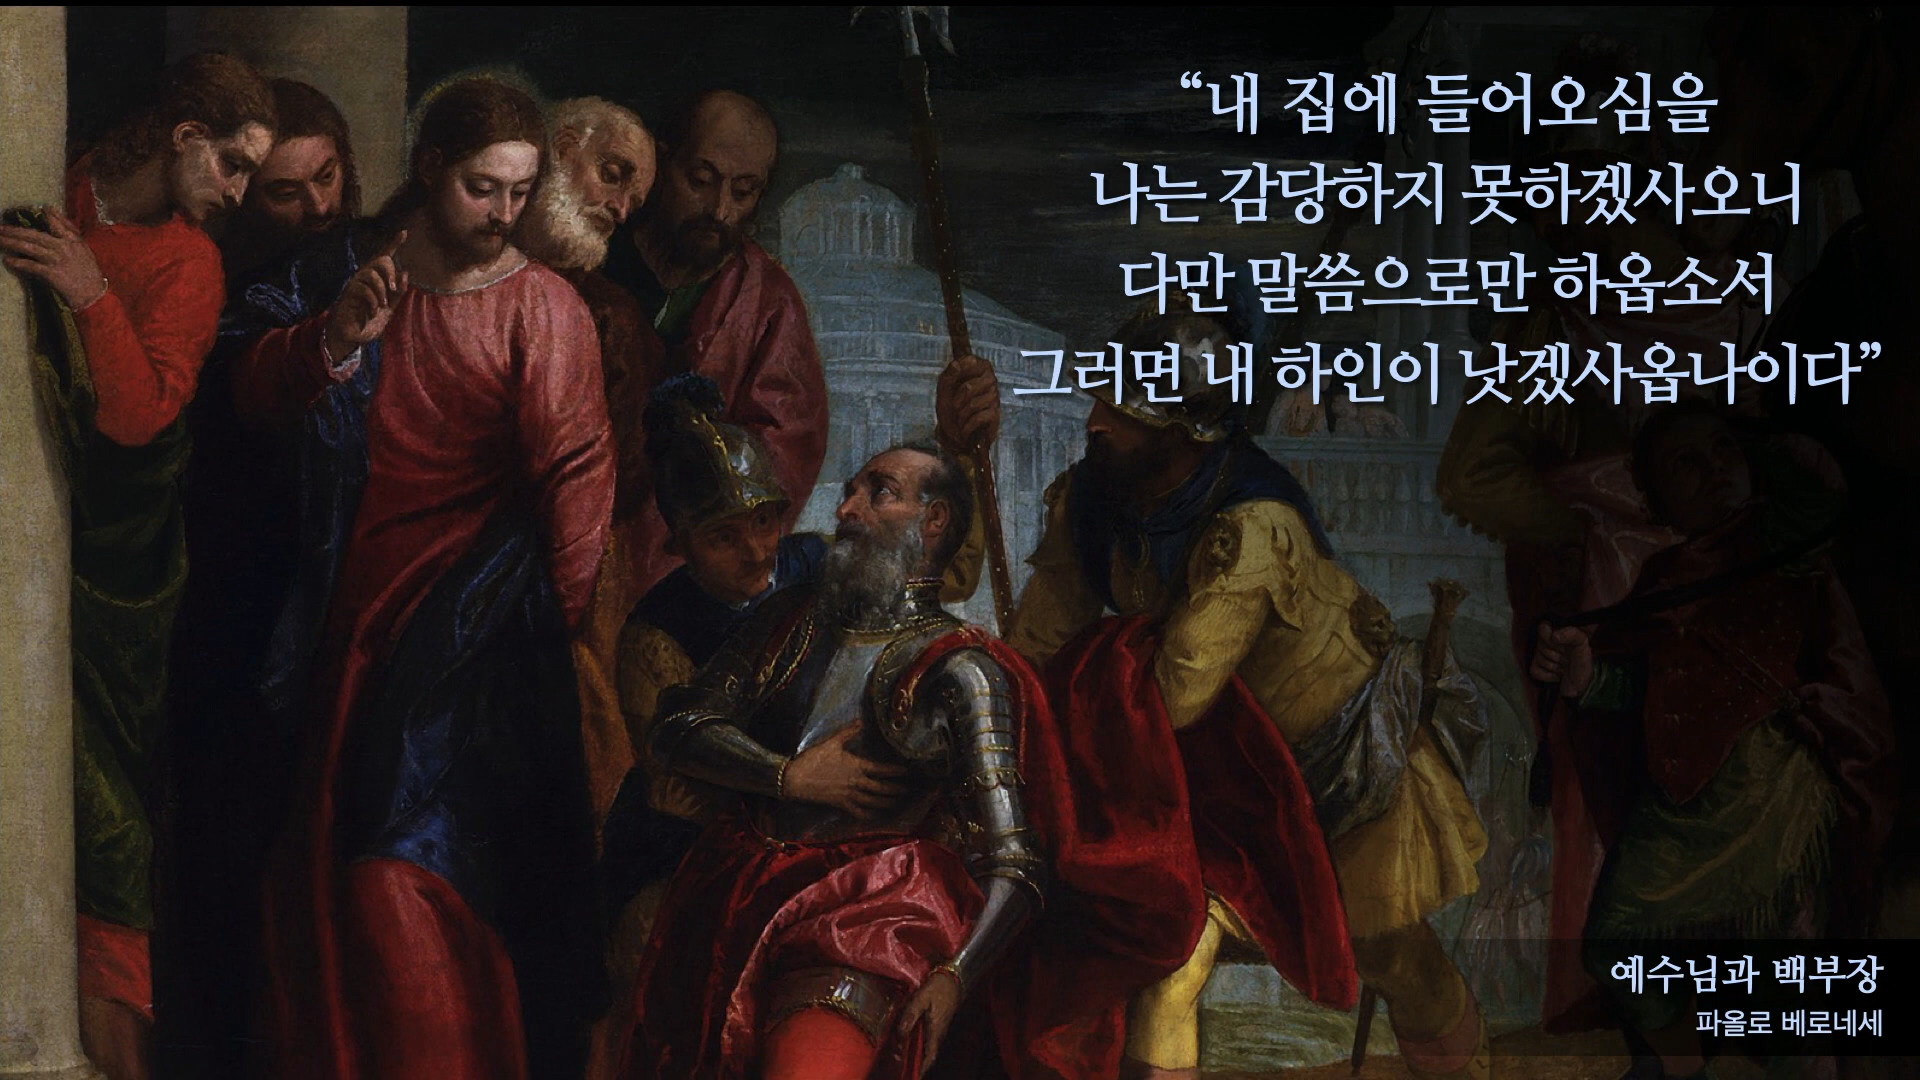 “내 집에 들어오심을
나는 감당하지 못하겠사오니
다만 말씀으로만 하옵소서
그러면 내 하인이 낫겠사옵나이다”
예수님과 백부장
파올로 베로네세